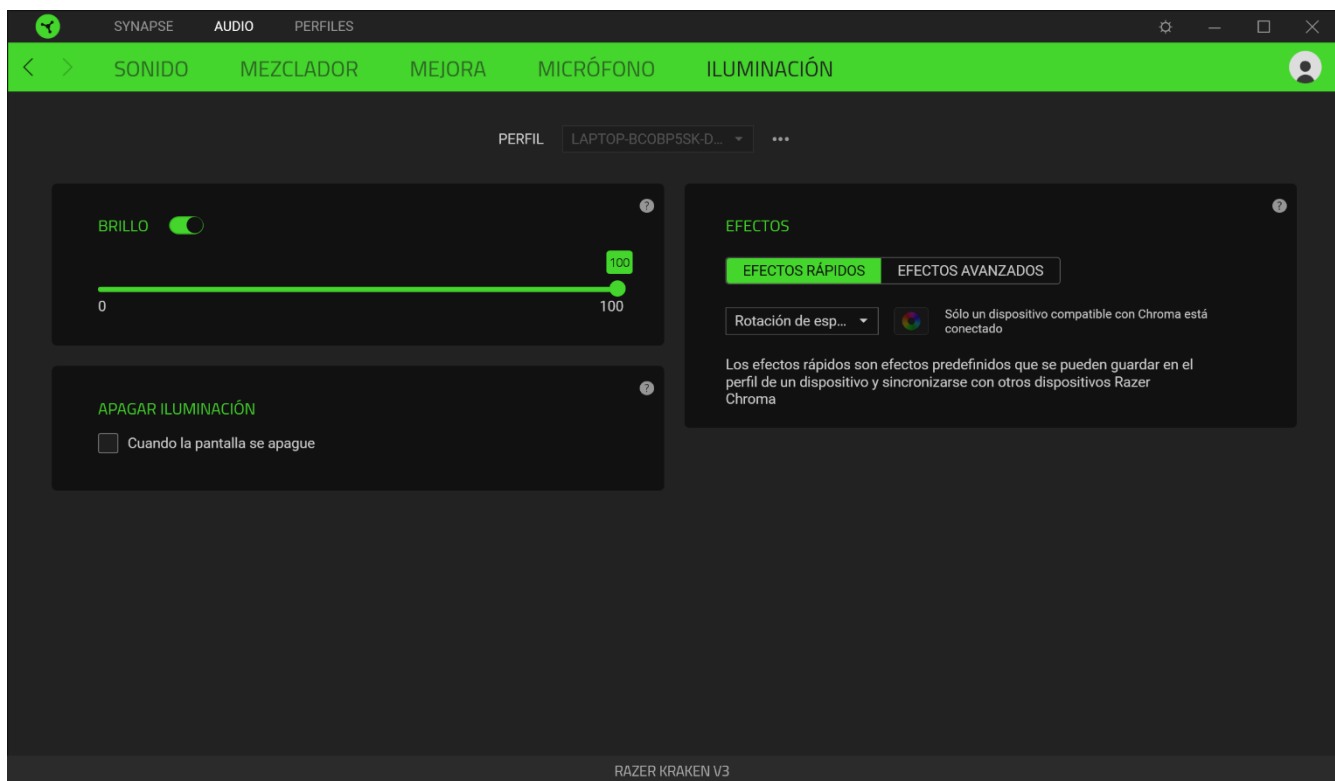 SYNAPSE AUDIO PERFILES
SONIDO MEZCLADOR MEJORA MICRÓFONO ILUMINACIÓN
PERFIL LAPTOP-BCOBP5SK-D... ...
BRILLO
?
100
0 100
APAGAR ILUMINACIÓN
?
Cuando la pantalla se apague
EFECTOS
?
EFECTOS RÁPIDOS EFECTOS AVANZADOS
Rotación de esp...
Sólo un dispositivo compatible con Chroma está
conectado
Los efectos rápidos son efectos predefinidos que se pueden guardar en el
perfil de un dispositivo y sincronizarse con otros dispositivos Razer
Chroma
RAZER KRAKEN V3